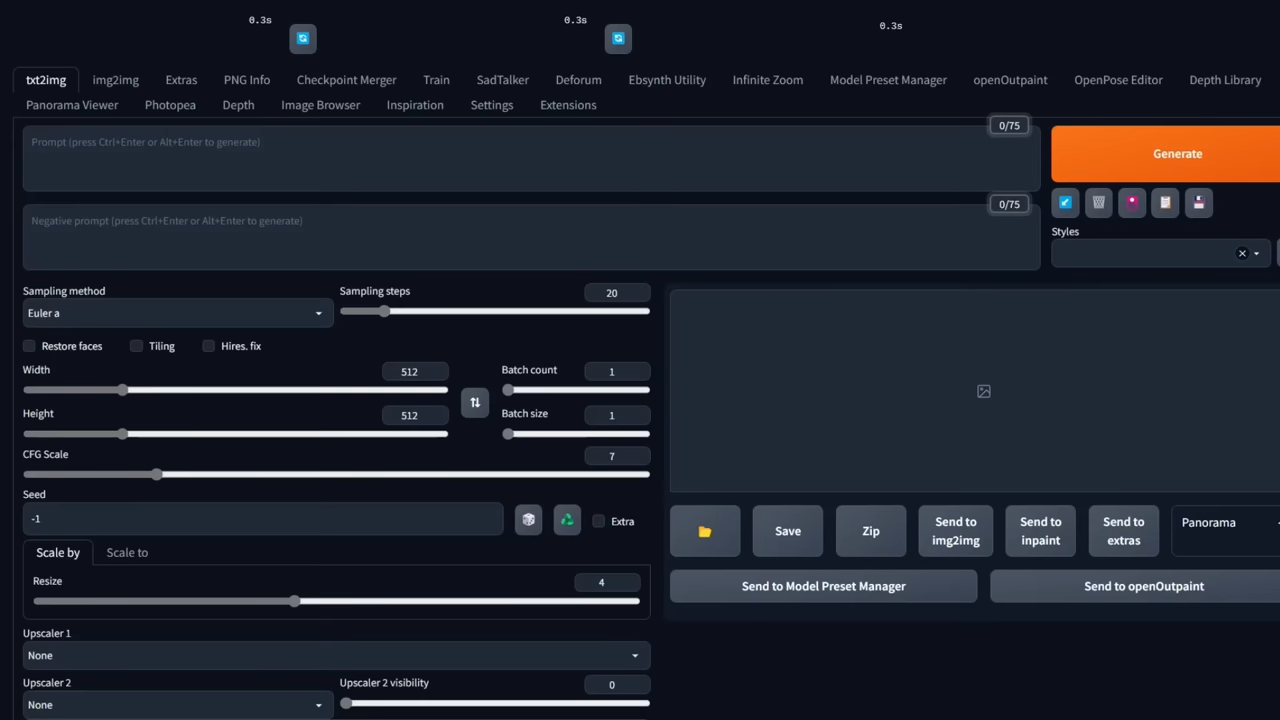 0.3s 0.3s 0.3s
txt2img img2img Extras PNG Info Checkpoint Merger Train SadTalker Deforum Ebsynth Utility Infinite Zoom Model Preset Manager openOutpaint OpenPose Editor Depth Library
Panorama Viewer Photopea Depth Image Browser Inspiration Settings Extensions
0/75
Prompt (press Ctrl+Enter or Alt+Enter to generate)
Generate
0/75
Negative prompt (press Ctrl+Enter or Alt+Enter to generate)
Styles
Sampling method
Euler a
Sampling steps
20
Restore faces Tiling Hires. fix
Width
512
Batch count
1
Height
512
Batch size
1
CFG Scale
7
Seed
-1
Extra
Scale by Scale to
Resize
4
Upscaler 1
None
Upscaler 2
None
Upscaler 2 visibility
0
Save
Zip
Send to
img2img
Send to
inpaint
Send to
extras
Panorama
Send to Model Preset Manager
Send to openOutpaint